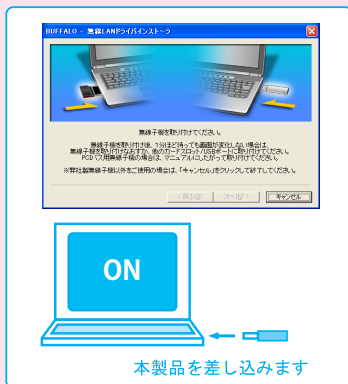 BUFFALO - 無線LANドライバインストーラ
無線子機を取り付けてください。
無線子機を取り付け後、1分ほど待っても画面が変化しない場合は、
無線子機を取り付けなおすか、他のカードスロット/USBポートに取り付けてください。
PCIバス用無線子機の場合は、マニュアルにしたがって取り付けてください。
※弊社製無線子機以外をご使用の場合は、「キャンセル」をクリックして終了してください。
< 戻る(B)
次へ(N) >
キャンセル
ON
本製品を差し込みます